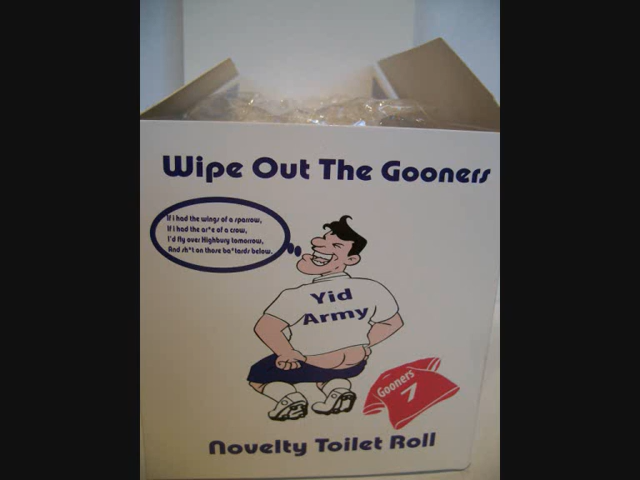 Wipe Out The Gooners
If i had the wings of a sparrow,
If I had the ar*e of a crow,
I'd fly over Highbury tomorrow,
And sh*t on those ba*tards below.
Yid
Army
Gooners
7
Novelty Toilet Roll